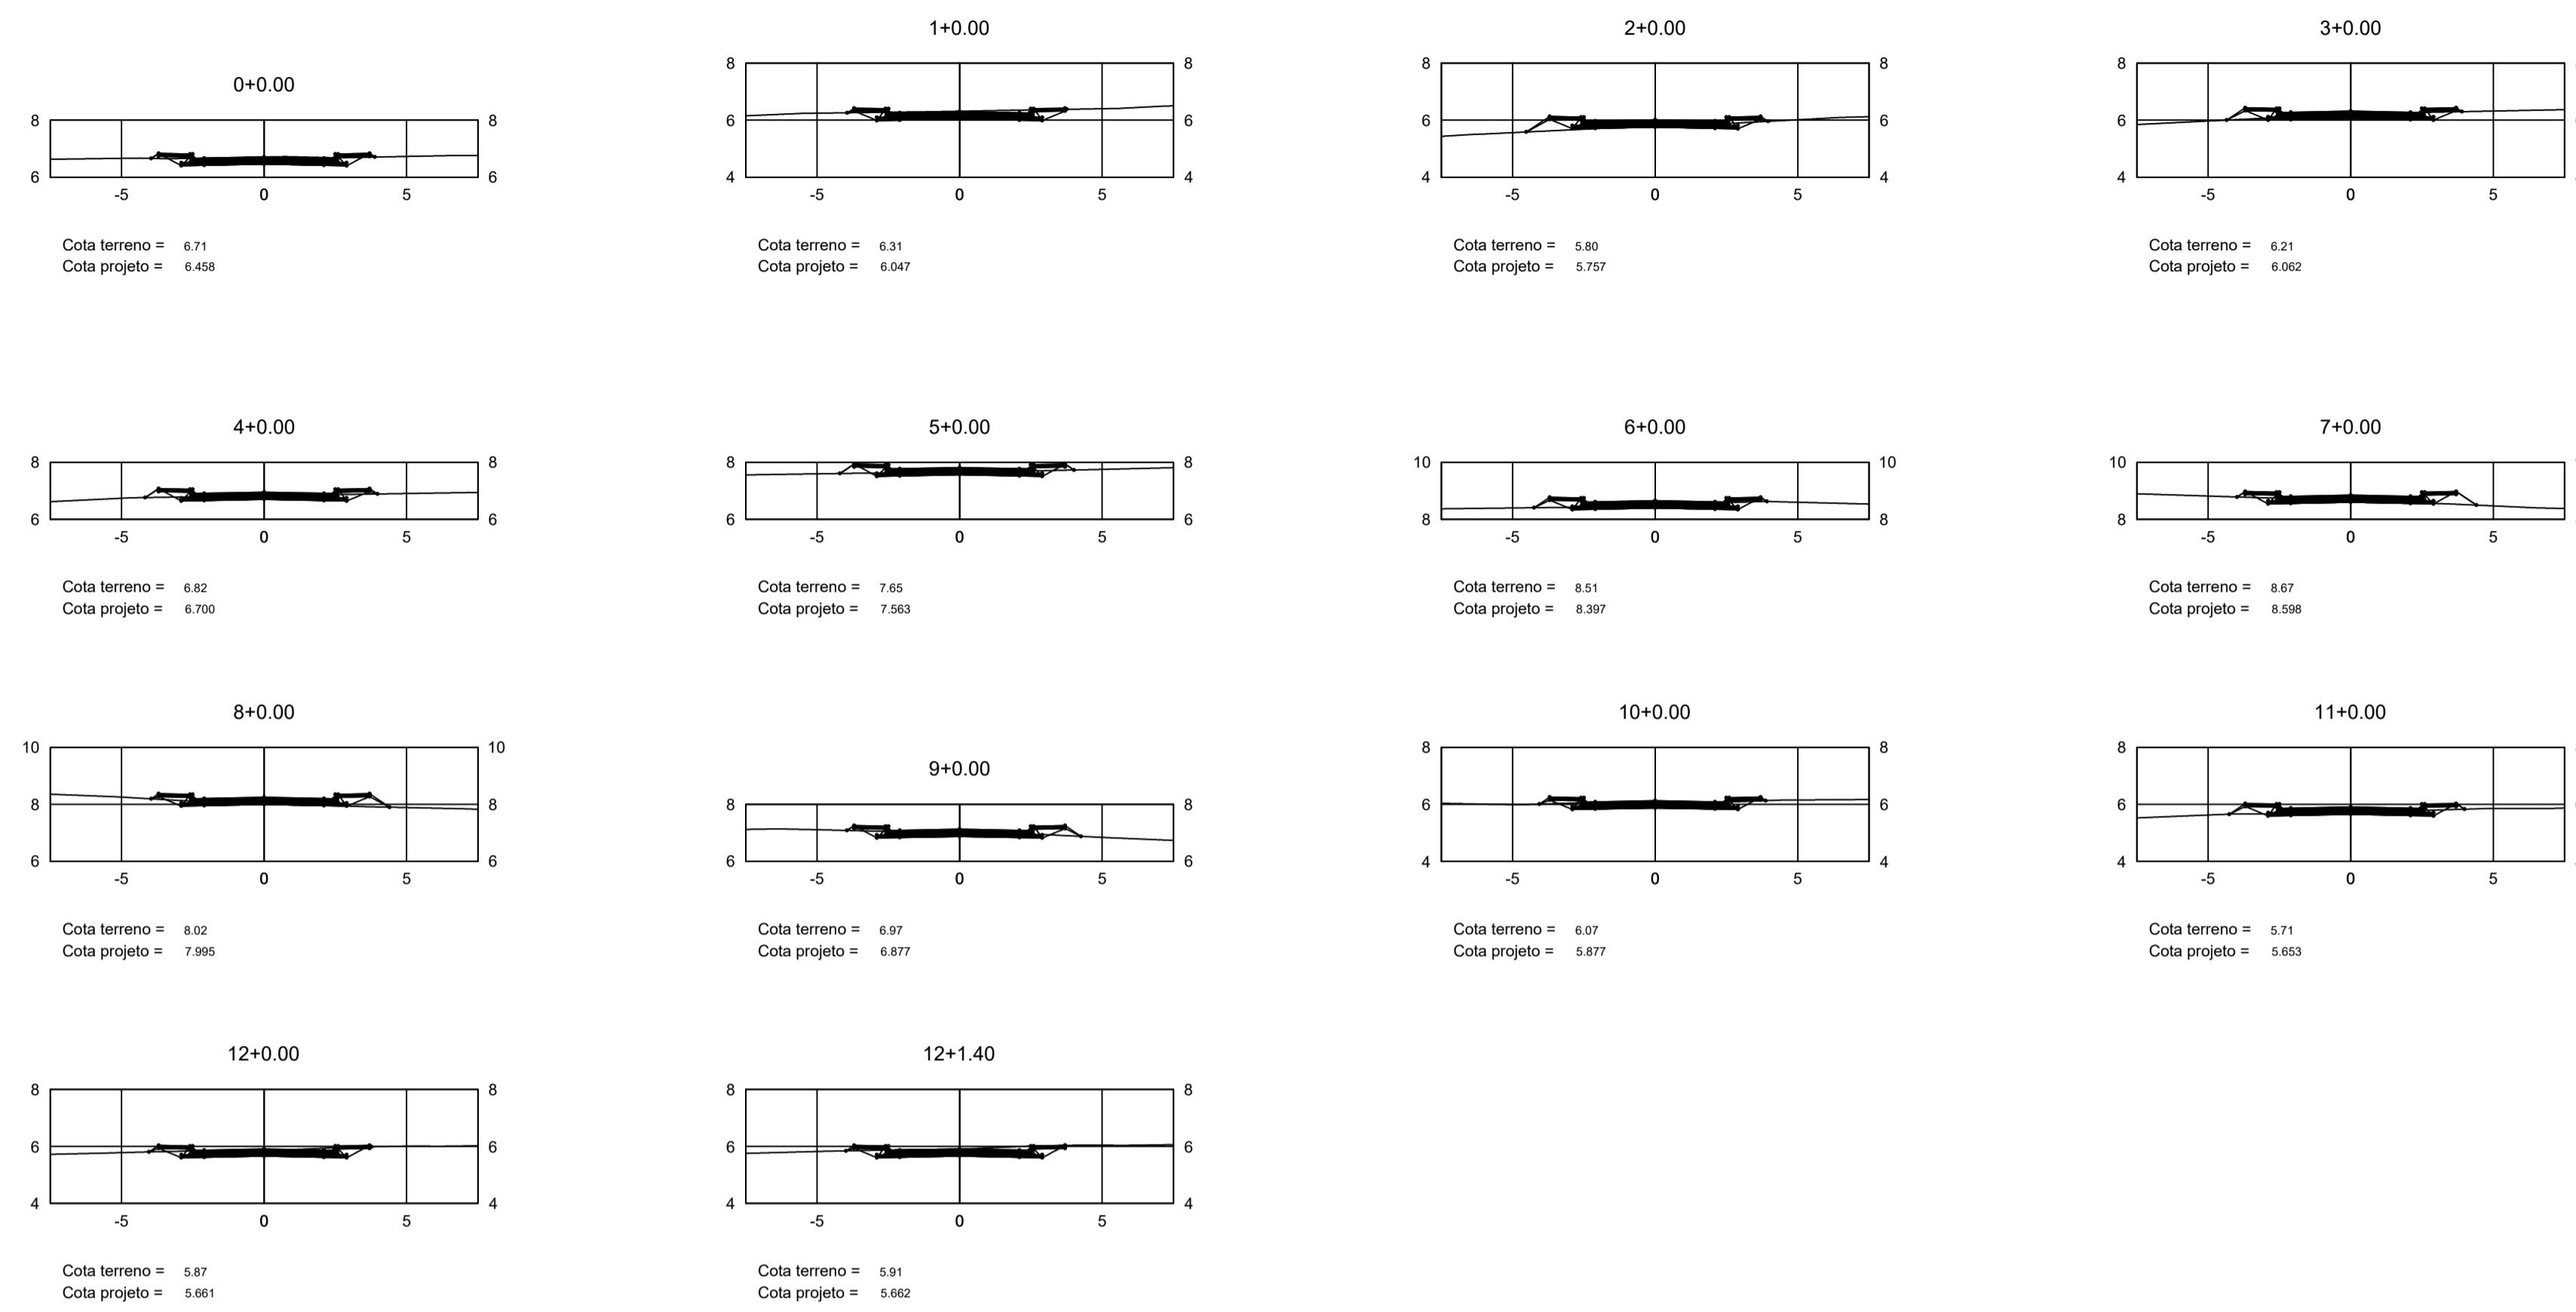 0+0.00
8 8
6 6
-5 0 5
Cota terreno = 6.71
Cota projeto = 6.458
1+0.00
8 8
6
4 4
-5 0 5
Cota terreno = 6.31
Cota projeto = 6.047
2+0.00
8 8
6 6
4 4
-5 0 5
Cota terreno = 5.80
Cota projeto = 5.757
3+0.00
8
6
4
-5 0 5
Cota terreno = 6.21
Cota projeto = 6.062
4+0.00
8 8
6 6
-5 0 5
Cota terreno = 6.82
Cota projeto = 6.700
5+0.00
8 8
6 6
-5 0 5
Cota terreno = 7.65
Cota projeto = 7.563
6+0.00
10 10
8 8
-5 0 5
Cota terreno = 8.51
Cota projeto = 8.397
7+0.00
10
8
-5 0 5
Cota terreno = 8.67
Cota projeto = 8.598
8+0.00
10 10
8 8
6 6
-5 0 5
Cota terreno = 8.02
Cota projeto = 7.995
9+0.00
8 8
6 6
-5 0 5
Cota terreno = 6.97
Cota projeto = 6.877
10+0.00
8 8
6 6
4 4
-5 0 5
Cota terreno = 6.07
Cota projeto = 5.877
11+0.00
8
6
4
-5 0 5
Cota terreno = 5.71
Cota projeto = 5.653
12+0.00
8 8
6 6
4 4
-5 0 5
Cota terreno = 5.87
Cota projeto = 5.661
12+1.40
8 8
6 6
4 4
-5 0 5
Cota terreno = 5.91
Cota projeto = 5.662